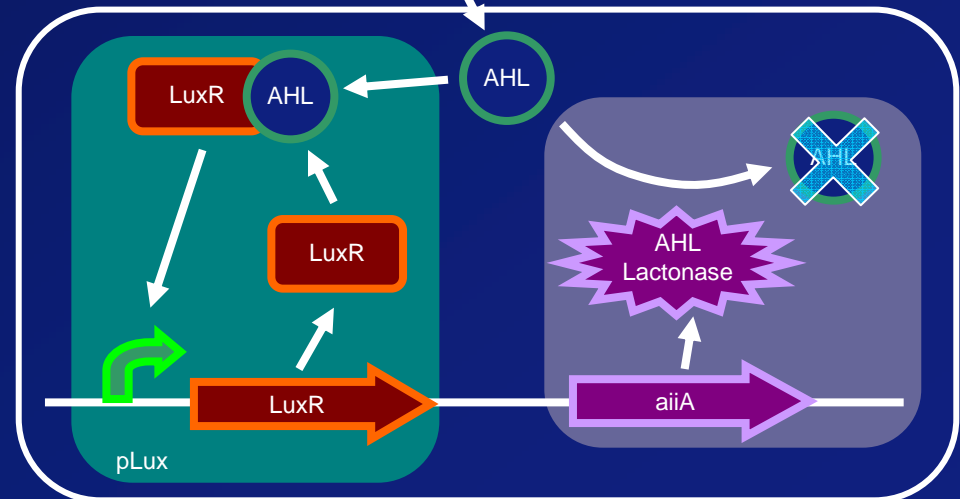 LuxR
AHL
AHL
AHL
LuxR
AHL
Lactonase
LuxR
aiiA
pLux